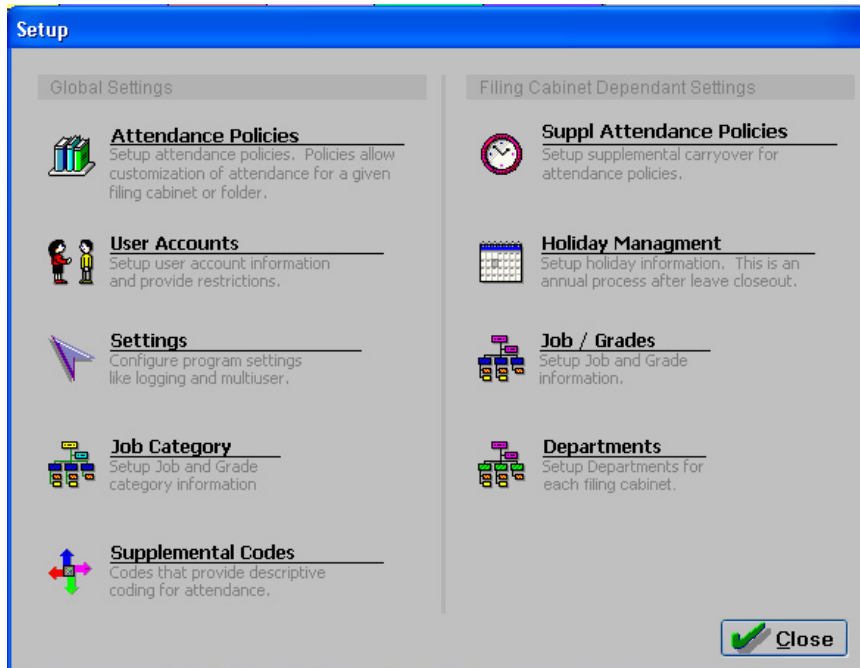 Setup
Global Settings
Attendance Policies
Setup attendance policies. Policies allow
customization of attendance for a given
filing cabinet or folder.
User Accounts
Setup user account information
and provide restrictions.
Settings
Configure program settings
like logging and multiuser.
Job Category
Setup Job and Grade
category information
Supplemental Codes
Codes that provide descriptive
coding for attendance.
Filing Cabinet Dependant Settings
Suppl Attendance Policies
Setup supplemental carryover for
attendance policies.
Holiday Managment
Setup holiday information. This is an
annual process after leave closeout.
Job / Grades
Setup Job and Grade
information.
Departments
Setup Departments for
each filing cabinet.
Close